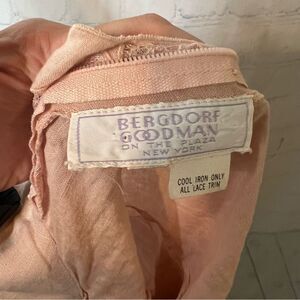 BERGDORF
GOODMAN
ON THE PLAZA
NEW YORK
COOL IRON ONLY
ALL LACE TRIM